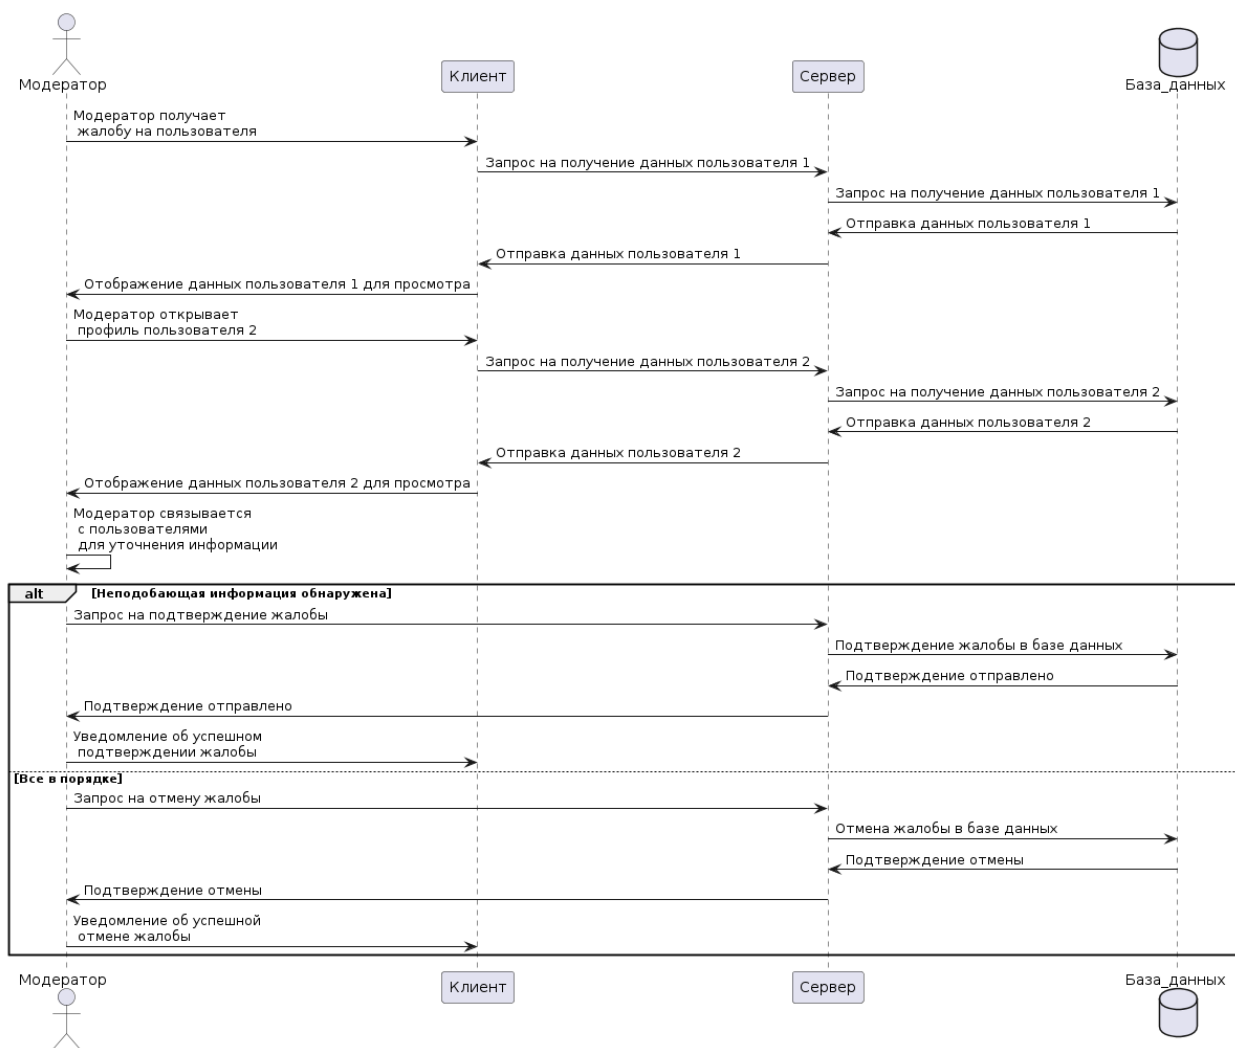 Модератор
Клиент
Сервер
База_данных
Модератор получает
жалобу на пользователя
Запрос на получение данных пользователя 1
Запрос на получение данных пользователя 1
Отправка данных пользователя 1
Отправка данных пользователя 1
Отображение данных пользователя 1 для просмотра
Модератор открывает
профиль пользователя 2
Запрос на получение данных пользователя 2
Запрос на получение данных пользователя 2
Отправка данных пользователя 2
Отправка данных пользователя 2
Отображение данных пользователя 2 для просмотра
Модератор связывается
с пользователями
для уточнения информации
alt [Неподобающая информация обнаружена]
Запрос на подтверждение жалобы
Подтверждение жалобы в базе данных
Подтверждение отправлено
Подтверждение отправлено
Уведомление об успешном
подтверждении жалобы
[Все в порядке]
Запрос на отмену жалобы
Отмена жалобы в базе данных
Подтверждение отмены
Подтверждение отмены
Уведомление об успешной
отмене жалобы
Модератор
Клиент
Сервер
База_данных